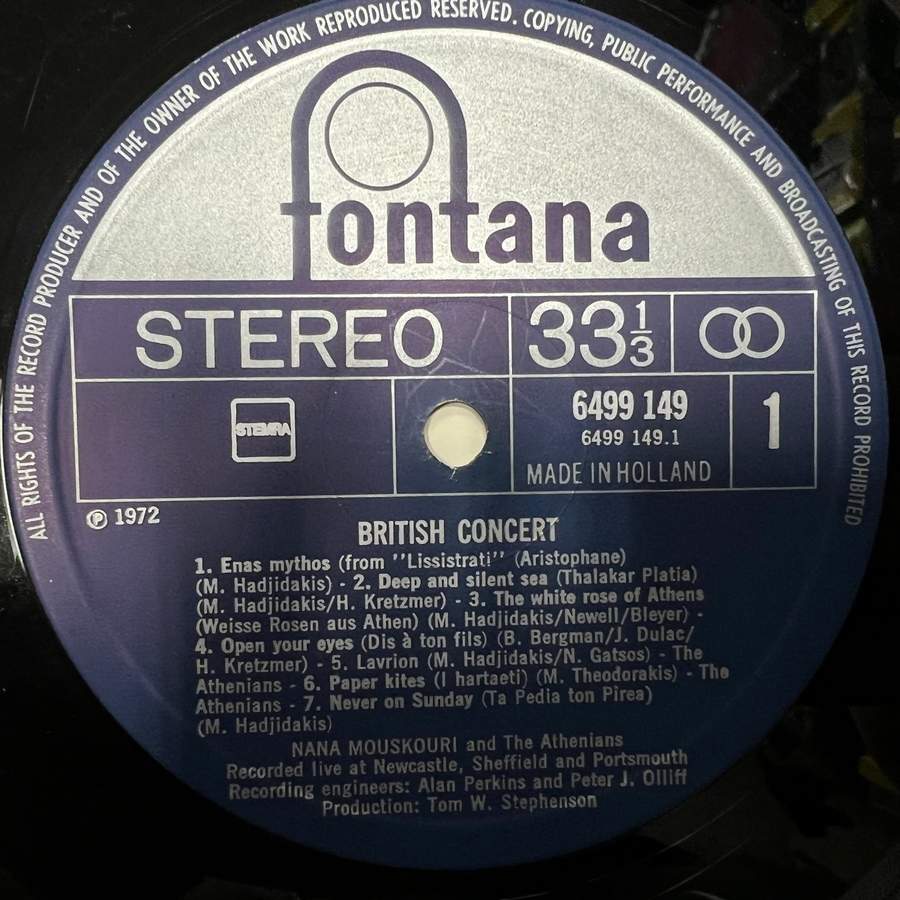 ALL RIGHTS OF THE RECORD PRODUCER AND OF THE OWNER OF THE WORK REPRODUCED RESERVED. COPYING, PUBLIC PERFORMANCE AND BROADCASTING OF THIS RECORD PROHIBITED
fontana
STEREO
33 1/3
STEMRA
6499 149
6499 149.1
MADE IN HOLLAND
1
℗ 1972
BRITISH CONCERT
1. Enas mythos (from ''Lissistrati'' (Aristophane)
(M. Hadjidakis) - 2. Deep and silent sea (Thalakar Platia)
(M. Hadjidakis/H. Kretzmer) - 3. The white rose of Athens
(Weisse Rosen aus Athen) (M. Hadjidakis/Newell/Bleyer) -
4. Open your eyes (Dis à ton fils) (B. Bergman/J. Dulac/
H. Kretzmer) - 5. Lavrion (M. Hadjidakis/N. Gatsos) - The
Athenians - 6. Paper kites (I hartaeti) (M. Theodorakis) - The
Athenians - 7. Never on Sunday (Ta Pedia ton Pirea)
(M. Hadjidakis)
NANA MOUSKOURI and The Athenians
Recorded live at Newcastle, Sheffield and Portsmouth
Recording engineers: Alan Perkins and Peter J. Olliff
Production: Tom W. Stephenson